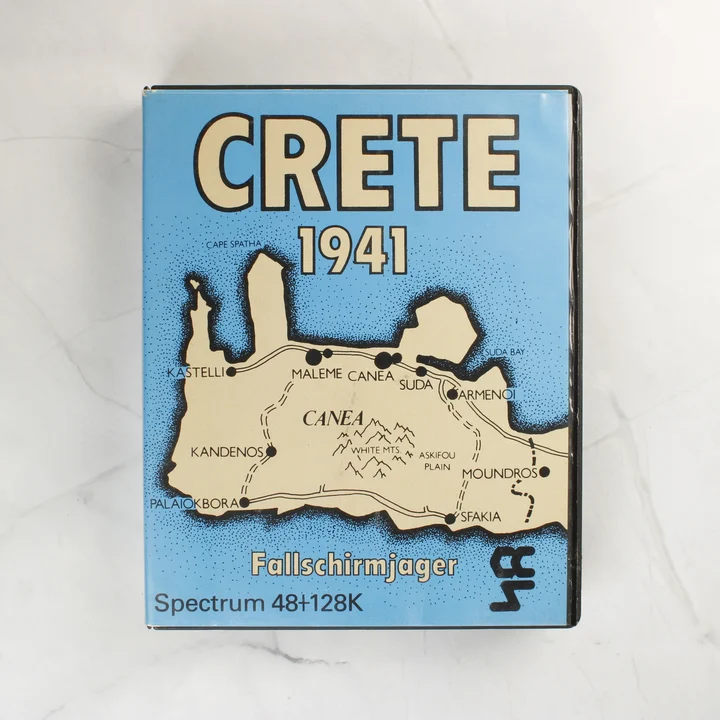 CRETE
1941
CAPE SPATHA
SUDA BAY
KASTELLI
MALEME
CANEA
SUDA
ARMENOI
CANEA
WHITE MTS.
ASKIFOU
PLAIN
KANDENOS
MOUNDROS
PALAIOKBORA
SFAKIA
Fallschirmjager
Spectrum 48+128K